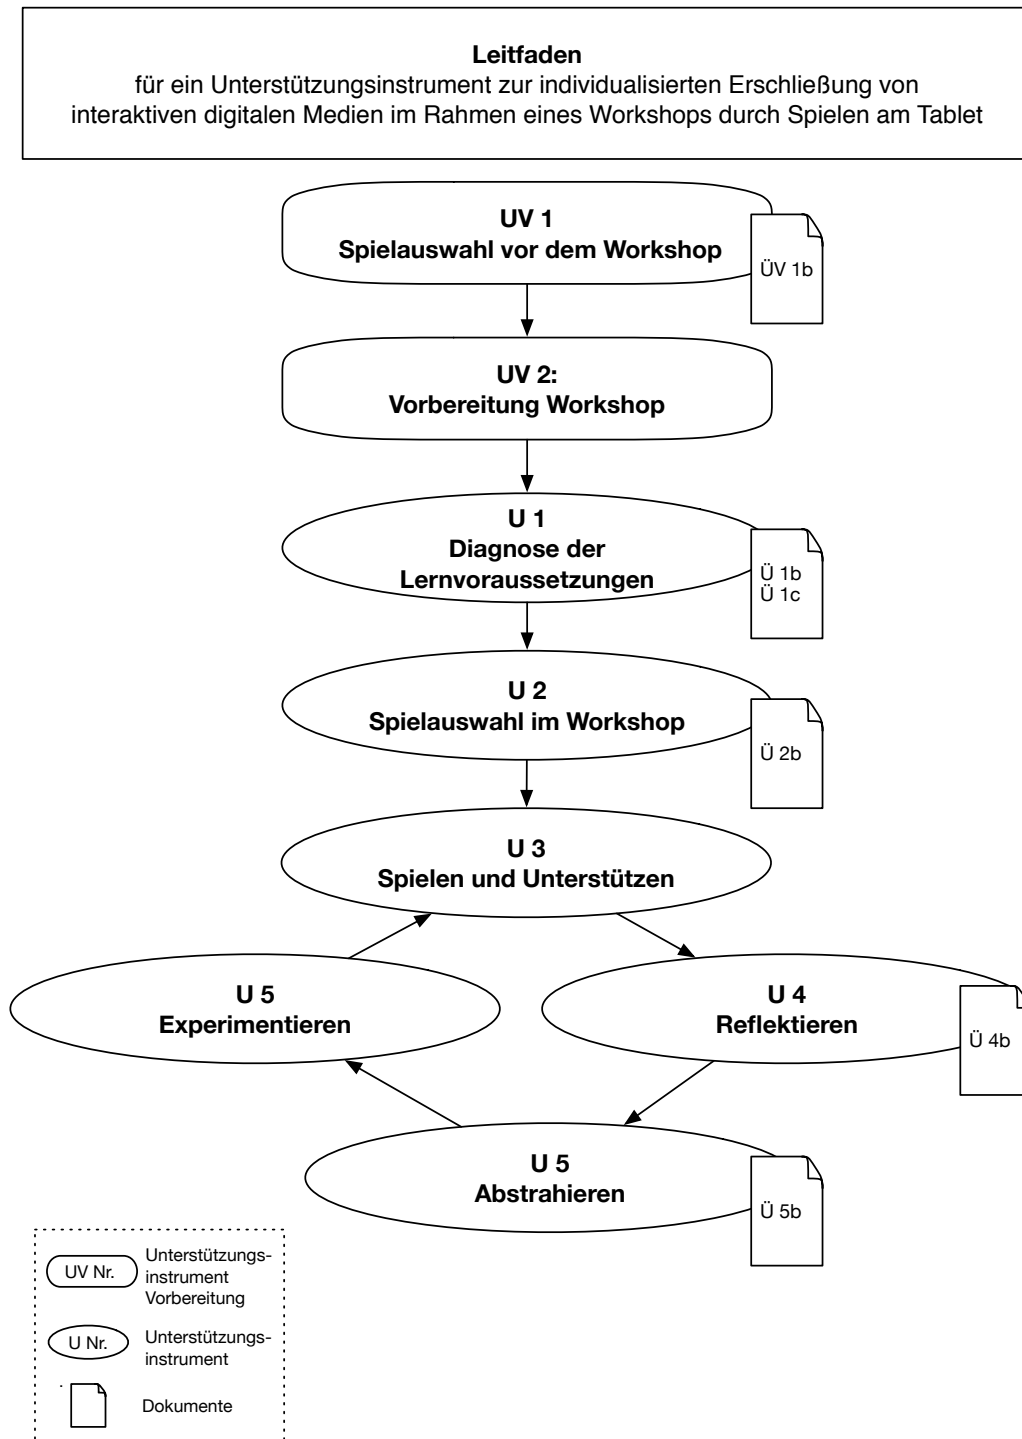 Leitfaden
für ein Unterstützungsinstrument zur individualisierten Erschließung von
interaktiven digitalen Medien im Rahmen eines Workshops durch Spielen am Tablet
UV 1
Spielauswahl vor dem Workshop
ÜV 1b
UV 2:
Vorbereitung Workshop
U 1
Diagnose der
Lernvoraussetzungen
Ü 1b
Ü 1c
U 2
Spielauswahl im Workshop
Ü 2b
U 3
Spielen und Unterstützen
U 5
Experimentieren
U 4
Reflektieren
Ü 4b
U 5
Abstrahieren
Ü 5b
UV Nr.
Unterstützungs-
instrument
Vorbereitung
U Nr.
Unterstützungs-
instrument
Dokumente